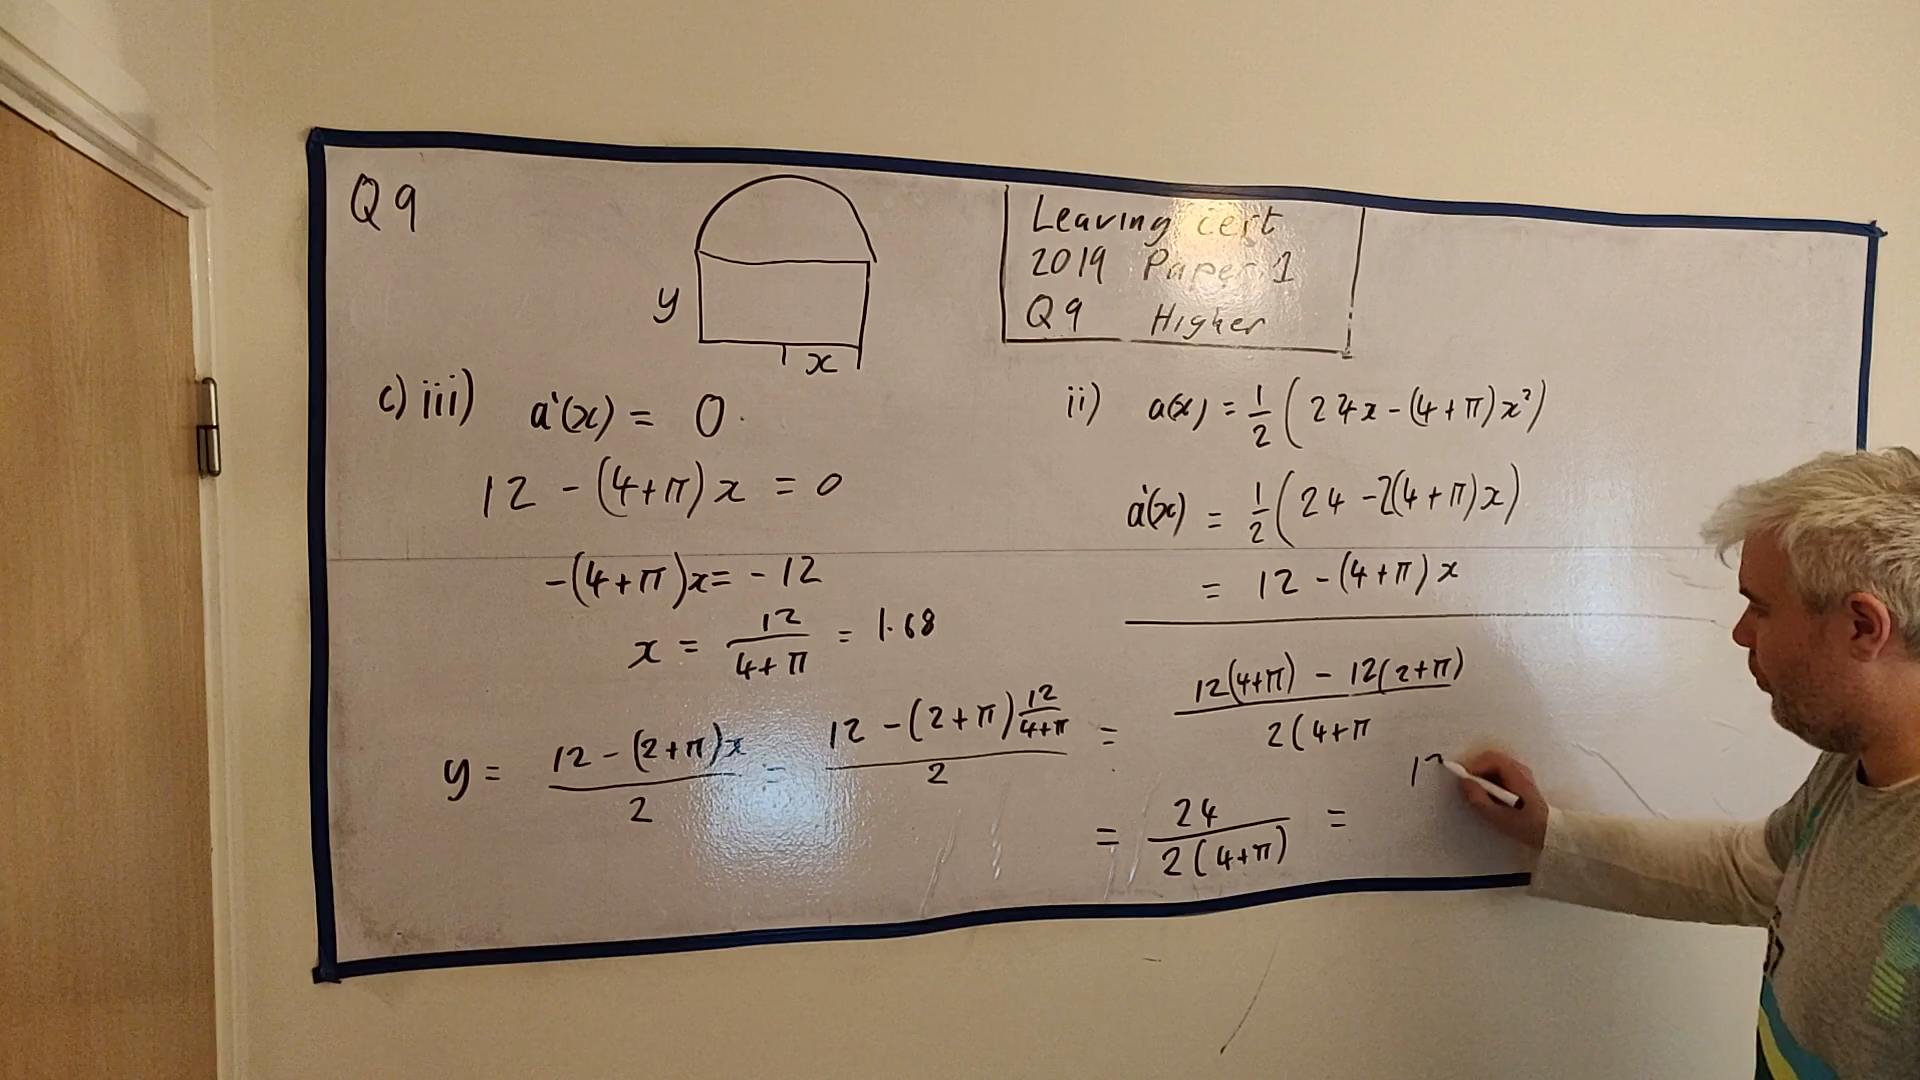 Q9
y
x
Leaving cert
2019 Paper 1
Q9 Higher
c) iii) a'(x) = 0.
12 - (4+π)x = 0
-(4+π)x = -12
x = 12/(4+π) = 1.68
y = (12 - (2+π)x)/2 = (12 - (2+π)12/(4+π))/2 = (12(4+π) - 12(2+π))/(2(4+π
= 24/(2(4+π)) = 12
ii) a(x) = 1/2(24x - (4+π)x²)
a'(x) = 1/2(24 - 2(4+π)x)
= 12 - (4+π)x